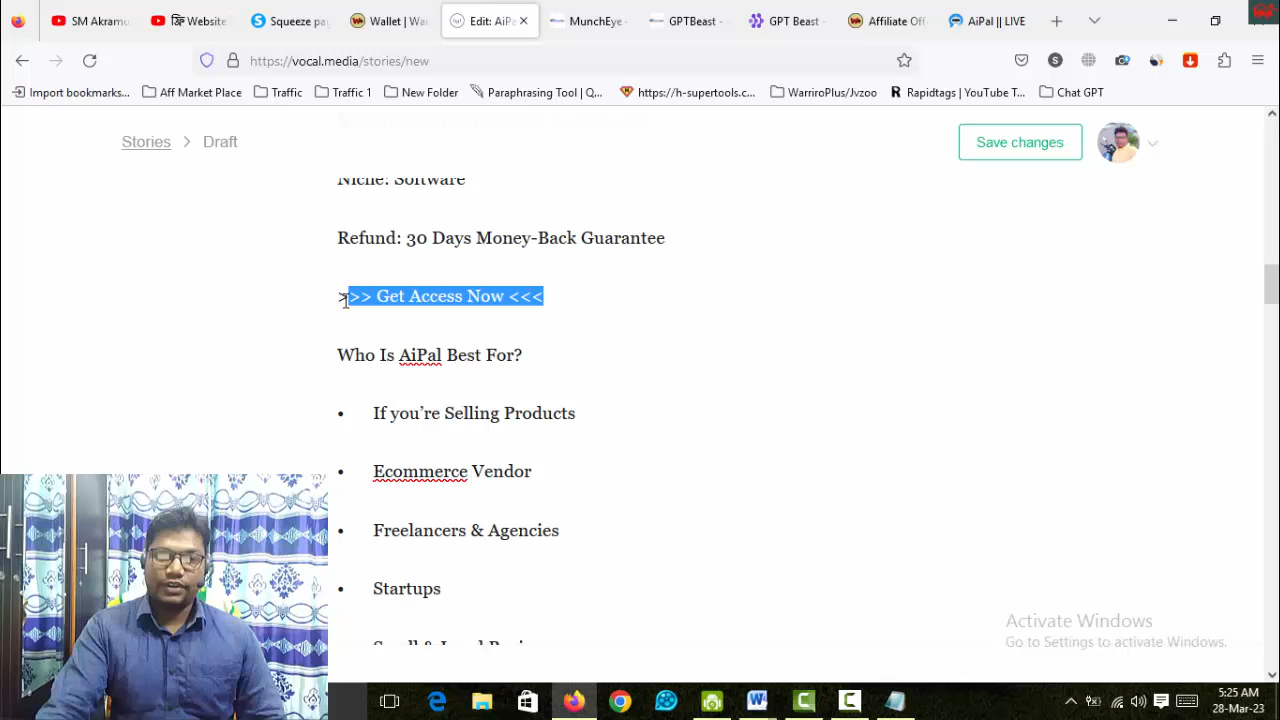 SM Akramu
ক্রি Website
Squeeze pa
Wallet | Wa
Edit: AiPa
MunchEye -
GPTBeast -
GPT Beast -
Affiliate Off
AiPal || LIVE
https://vocal.media/stories/new
Import bookmarks...
Aff Market Place
Traffic
Traffic 1
New Folder
Paraphrasing Tool | Q...
https://h-supertools.c...
WarriroPlus/Jvzoo
Rapidtags | YouTube T...
Chat GPT
Stories > Draft
Save changes
Niche: Software
Refund: 30 Days Money-Back Guarantee
>>> Get Access Now <<<
Who Is AiPal Best For?
• If you’re Selling Products
• Ecommerce Vendor
• Freelancers & Agencies
• Startups
Activate Windows
Go to Settings to activate Windows.
5:25 AM
28-Mar-23